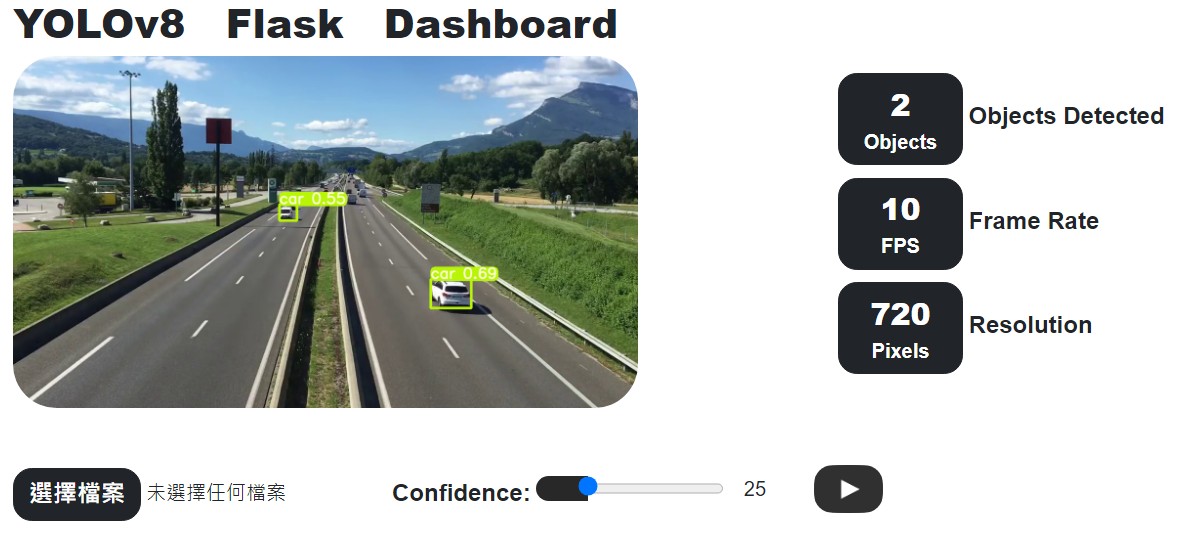 YOLOv8 Flask Dashboard
car 0.55
car 0.69
2
Objects
Objects Detected
10
FPS
Frame Rate
720
Pixels
Resolution
選擇檔案 未選擇任何檔案
Confidence: 25